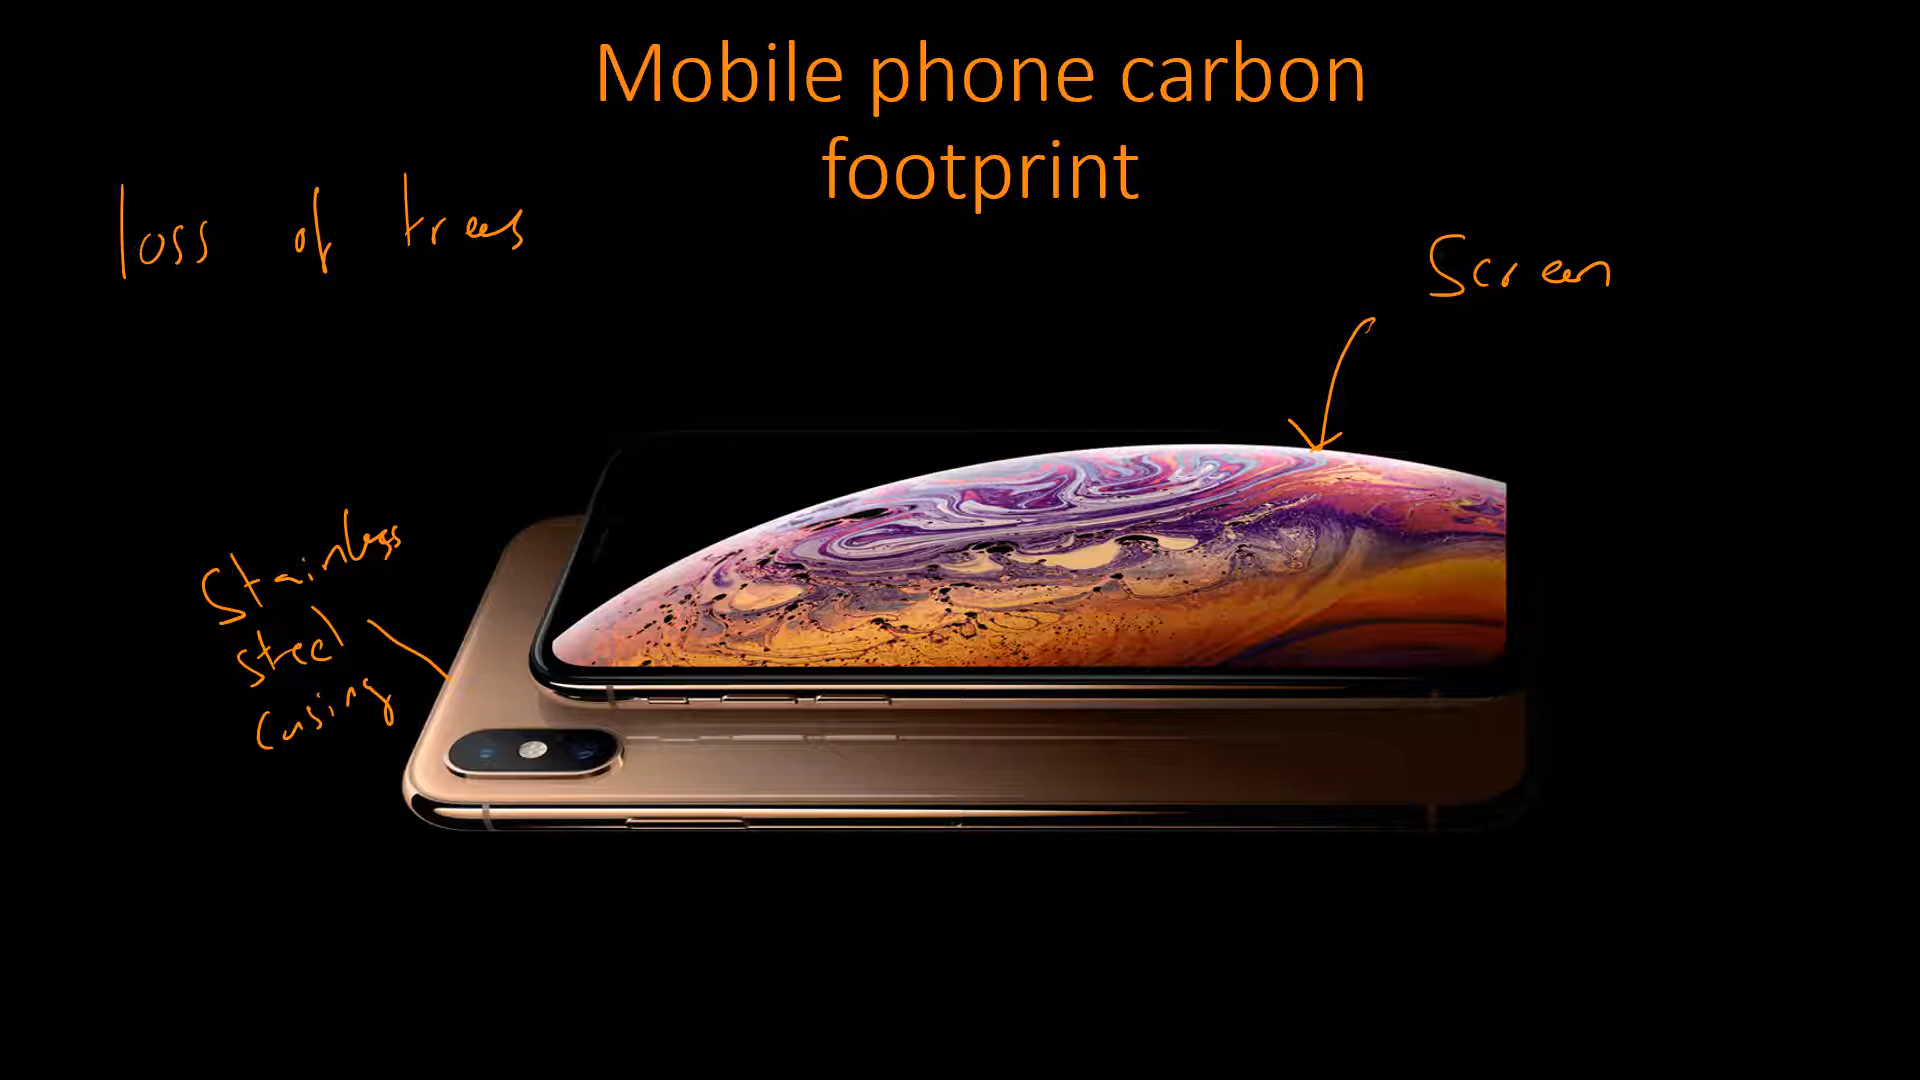 Mobile phone carbon
footprint
loss of trees
Screen
Stainless
steel
casing